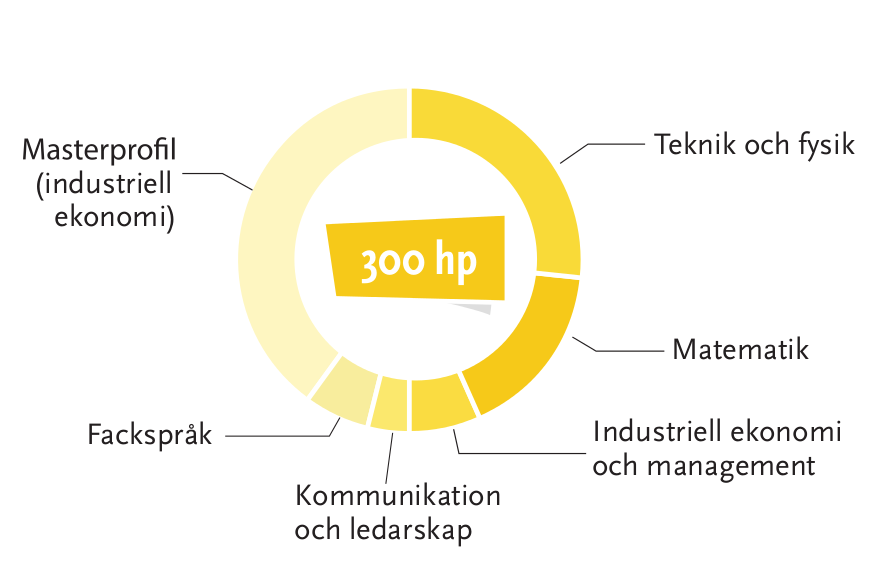 Masterprofil
(industriell
ekonomi)
Teknik och fysik
300 hp
Matematik
Fackspråk
Industriell ekonomi
och management
Kommunikation
och ledarskap